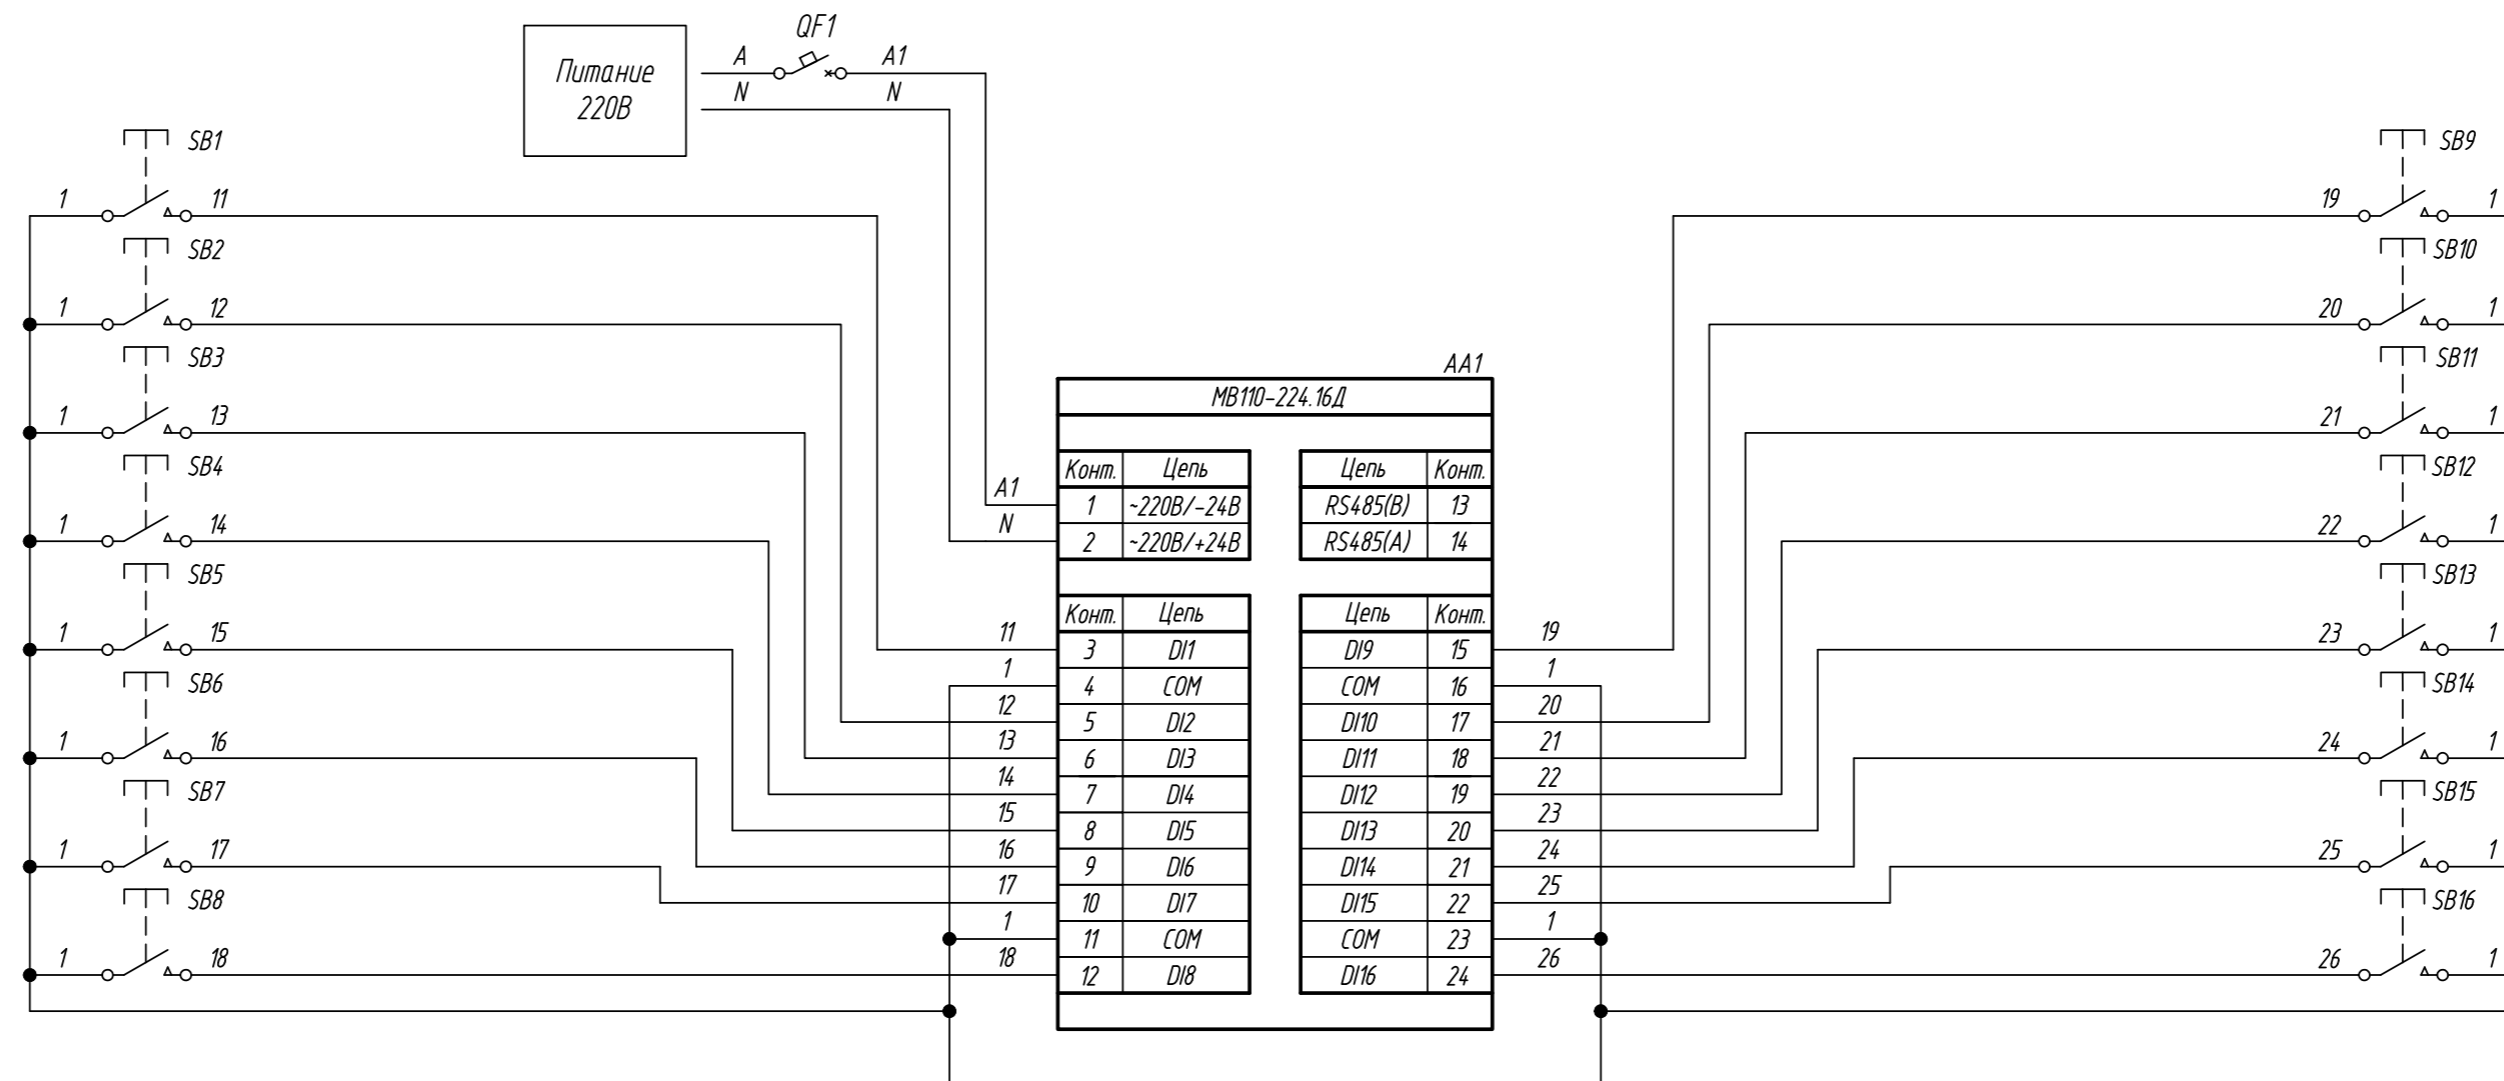 QF1
A A1
Питание
220В
N N
SB1
1 11
SB2
1 12
SB3
1 13
SB4
1 14
SB5
1 15
SB6
1 16
SB7
1 17
SB8
1 18
AA1
МВ110-224.16Д
Конт. Цепь
A1 1 ~220В/-24В
N 2 ~220В/+24В
Цепь Конт.
RS485(B) 13
RS485(A) 14
Конт. Цепь
11 3 DI1
1 4 COM
12 5 DI2
13 6 DI3
14 7 DI4
15 8 DI5
16 9 DI6
17 10 DI7
1 11 COM
18 12 DI8
Цепь Конт.
DI9 15 19
COM 16 1
DI10 17 20
DI11 18 21
DI12 19 22
DI13 20 23
DI14 21 24
DI15 22 25
COM 23 1
DI16 24 26
SB9
19 1
SB10
20 1
SB11
21 1
SB12
22 1
SB13
23 1
SB14
24 1
SB15
25 1
SB16
26 1